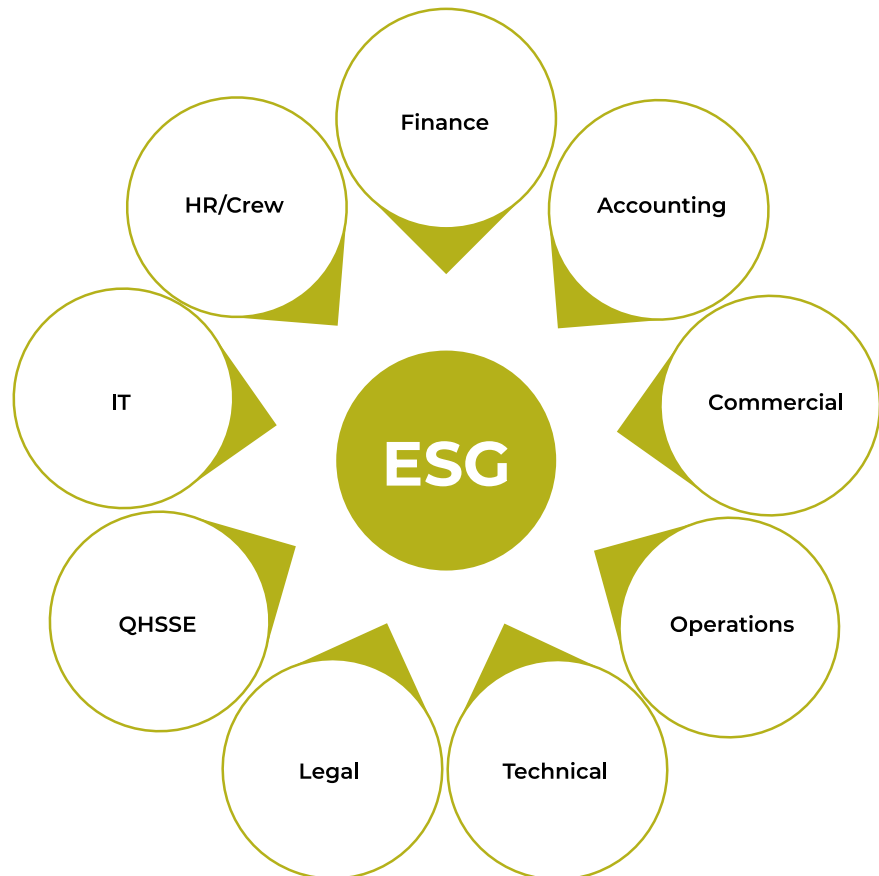 Finance
HR/Crew
Accounting
IT
Commercial
ESG
QHSSE
Operations
Legal
Technical